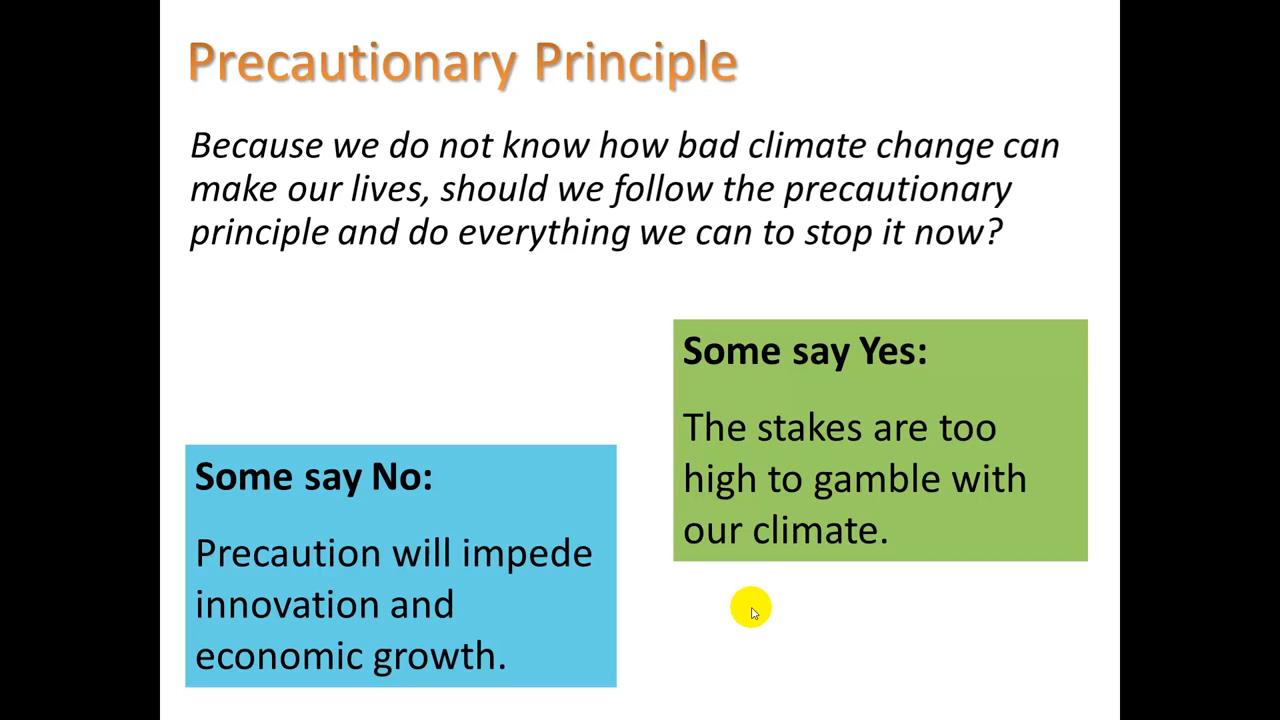 Precautionary Principle
Because we do not know how bad climate change can
make our lives, should we follow the precautionary
principle and do everything we can to stop it now?
Some say Yes:
The stakes are too
high to gamble with
our climate.
Some say No:
Precaution will impede
innovation and
economic growth.